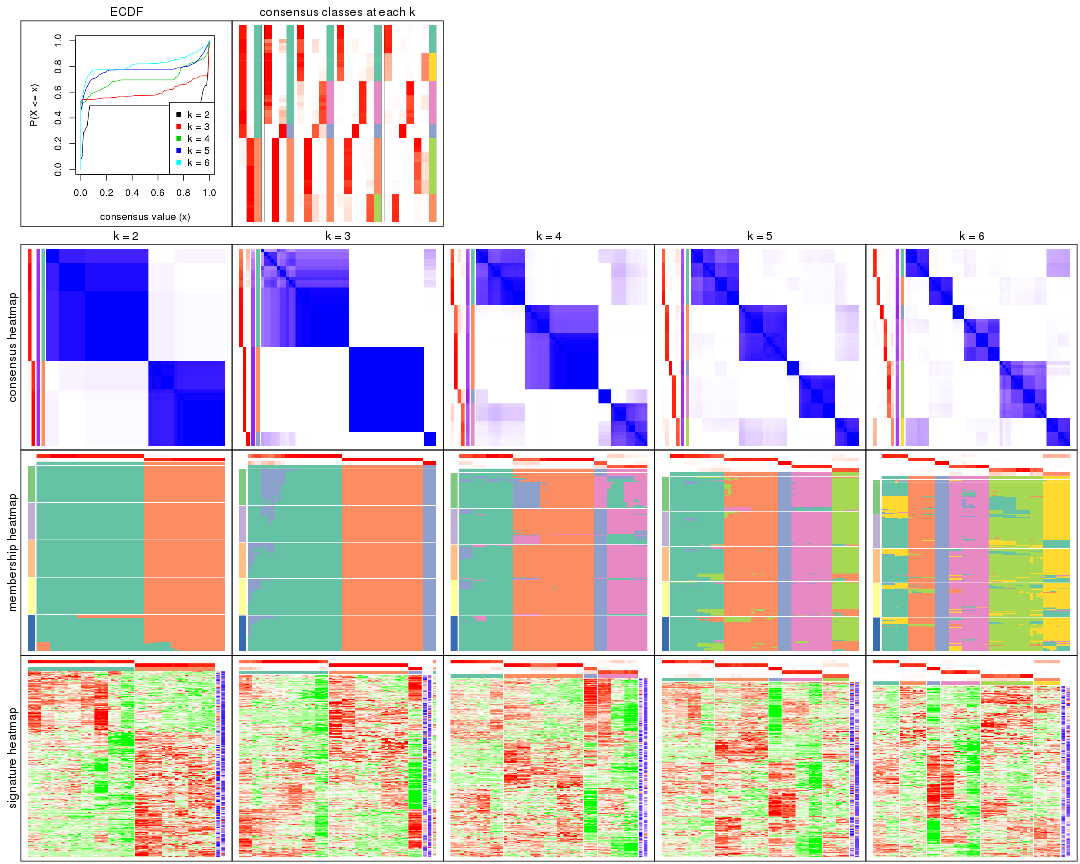 ECDF
consensus classes at each k
P(X <= x)
0.0 0.2 0.4 0.6 0.8 1.0
k = 2
k = 3
k = 4
k = 5
k = 6
0.0 0.2 0.4 0.6 0.8 1.0
consensus value (x)
k = 2 k = 3 k = 4 k = 5 k = 6
consensus heatmap
membership heatmap
signature heatmap